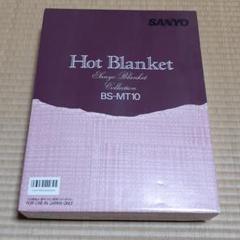 SANYO
Hot Blanket
Sanyo Blanket
Collection
BS-MT10
FOR USE IN JAPAN ONLY